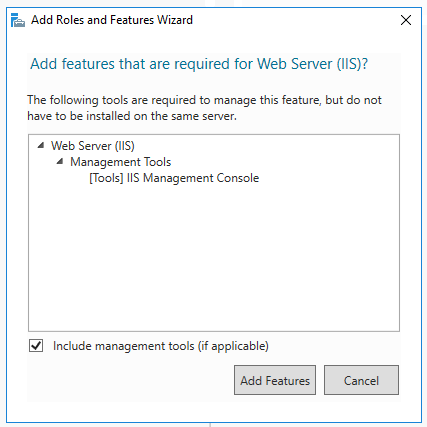 Add Roles and Features Wizard
Add features that are required for Web Server (IIS)?
The following tools are required to manage this feature, but do not
have to be installed on the same server.
Web Server (IIS)
Management Tools
[Tools] IIS Management Console
Include management tools (if applicable)
Add Features
Cancel